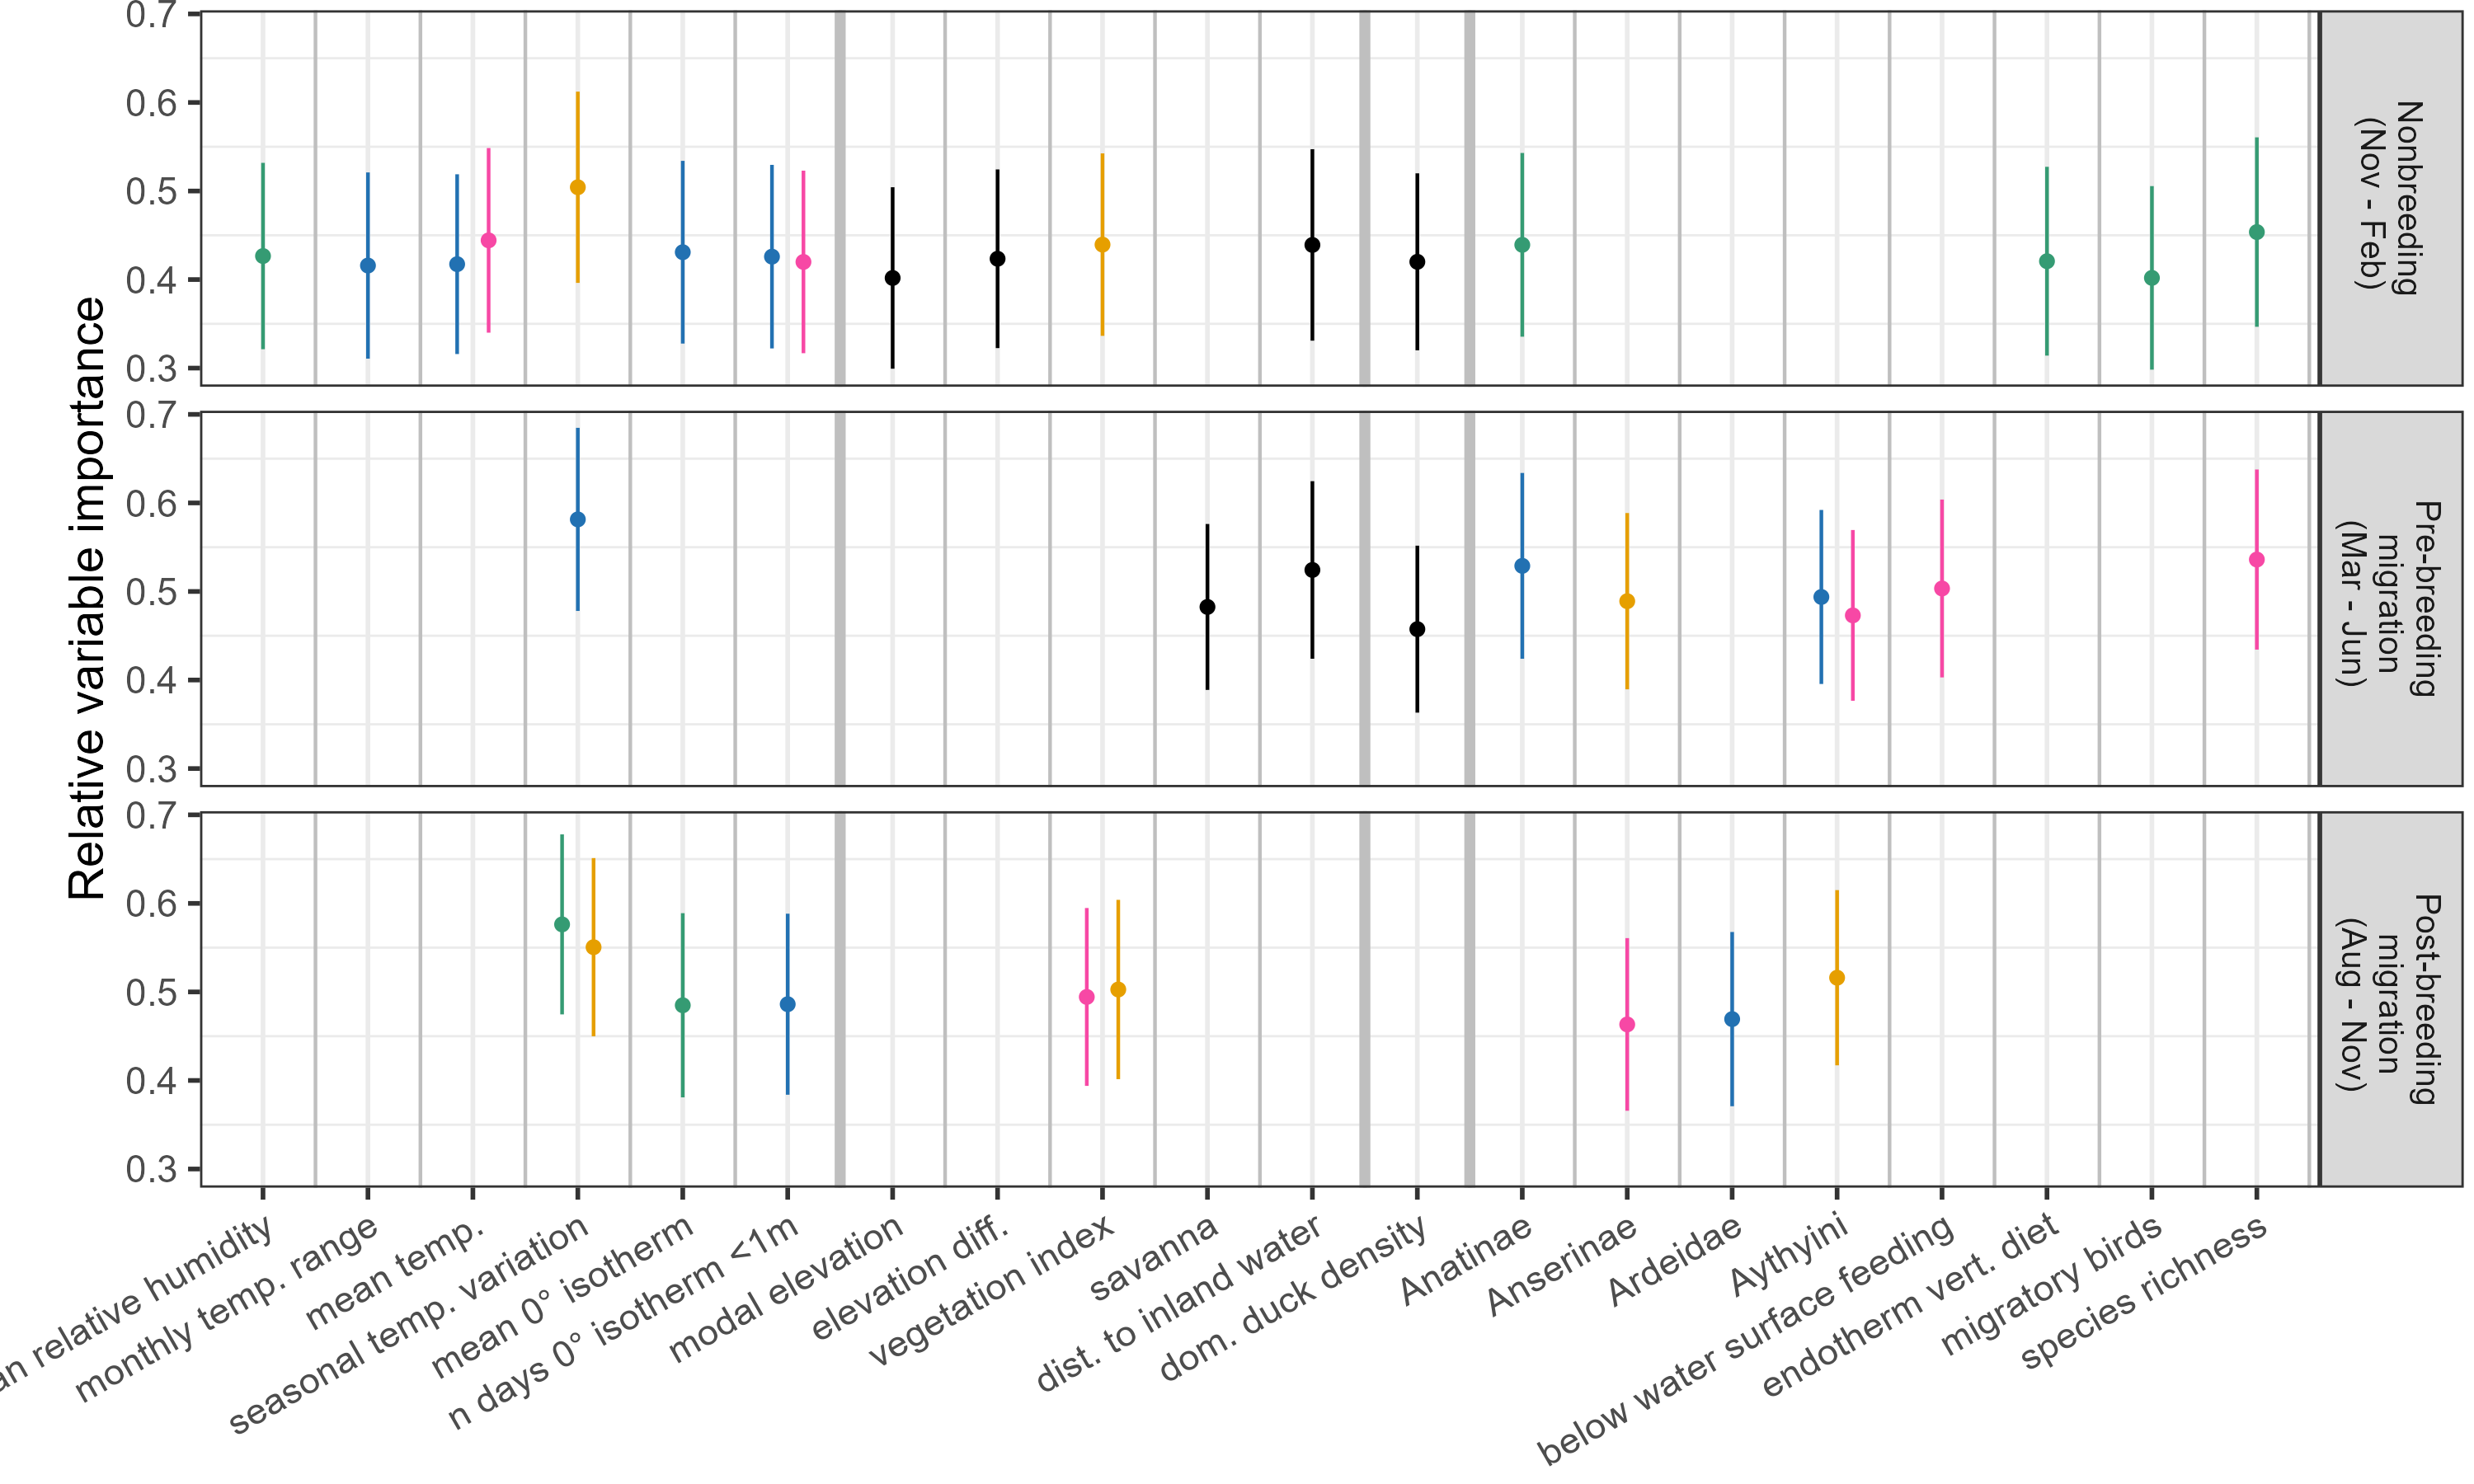 Relative variable importance
0.7
0.6
0.5
0.4
0.3
Nonbreeding
(Nov - Feb)
0.7
0.6
0.5
0.4
0.3
Pre-breeding
migration
(Mar - Jun)
0.7
0.6
0.5
0.4
0.3
Post-breeding
migration
(Aug - Nov)
relative humidity
monthly temp. range
mean temp.
seasonal temp. variation
mean 0° isotherm
n days 0° isotherm <1m
modal elevation
elevation diff.
vegetation index
savanna
dist. to inland water
dom. duck density
Anatinae
Anserinae
Ardeidae
Aythyini
below water surface feeding
endotherm vert. diet
migratory birds
species richness